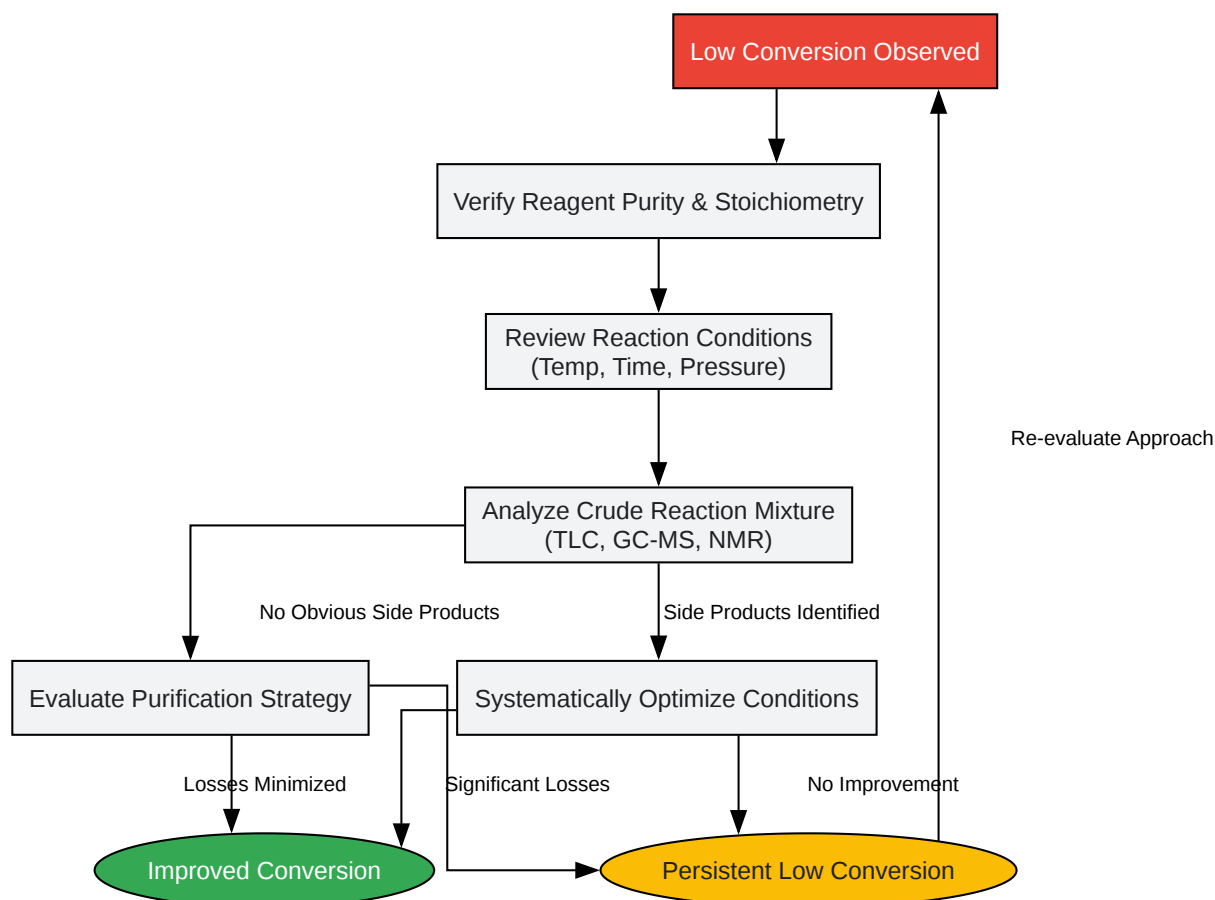 Low Conversion Observed
Verify Reagent Purity & Stoichiometry
Review Reaction Conditions
(Temp, Time, Pressure)
Re-evaluate Approach
Analyze Crude Reaction Mixture
(TLC, GC-MS, NMR)
No Obvious Side Products
Side Products Identified
Evaluate Purification Strategy
Systematically Optimize Conditions
Losses Minimized
Significant Losses
No Improvement
Improved Conversion
Persistent Low Conversion